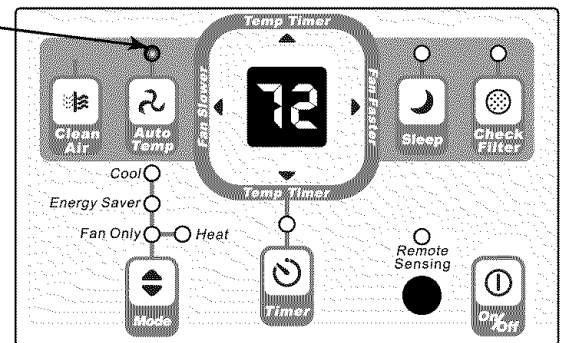 Temp Timer
Fan Slower
72
Fan Faster
Clean
Air
Auto
Temp
Sleep
Check
Filter
Temp Timer
Cool
Energy Saver
Fan Only
Heat
Remote
Sensing
Mode
Timer
On/Off